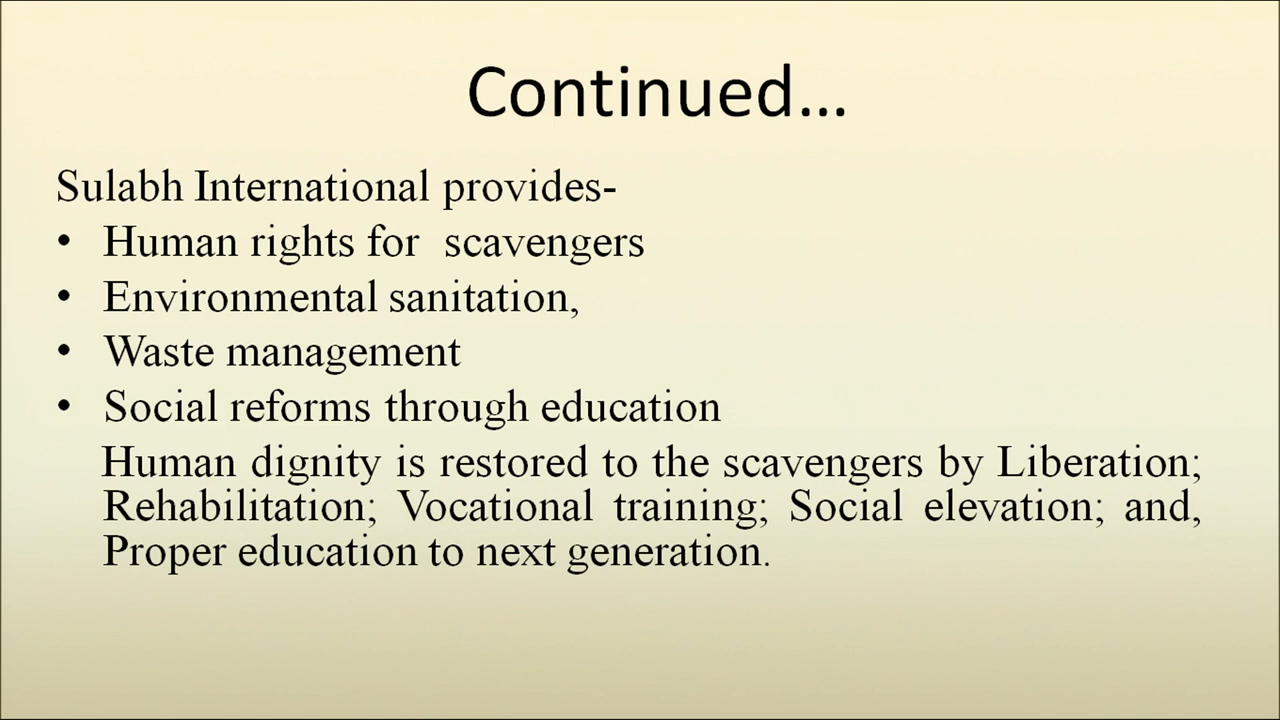 Continued...
Sulabh International provides-
• Human rights for  scavengers
• Environmental sanitation,
• Waste management
• Social reforms through education
Human dignity is restored to the scavengers by Liberation;
Rehabilitation; Vocational training; Social elevation; and,
Proper education to next generation.